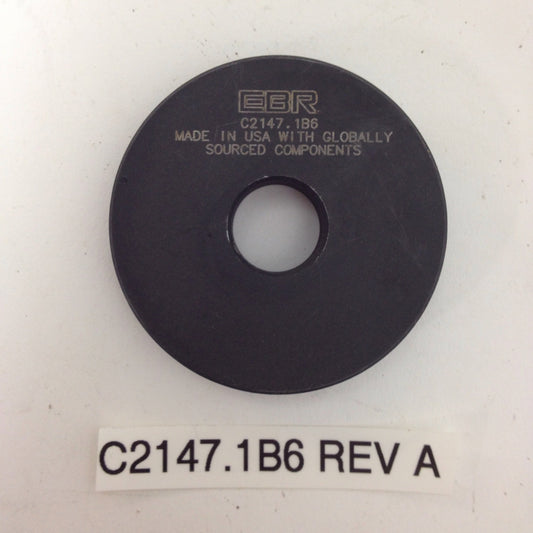 EBR
C2147.1B6
MADE IN USA WITH GLOBALLY
SOURCED COMPONENTS
C2147.1B6 REV A